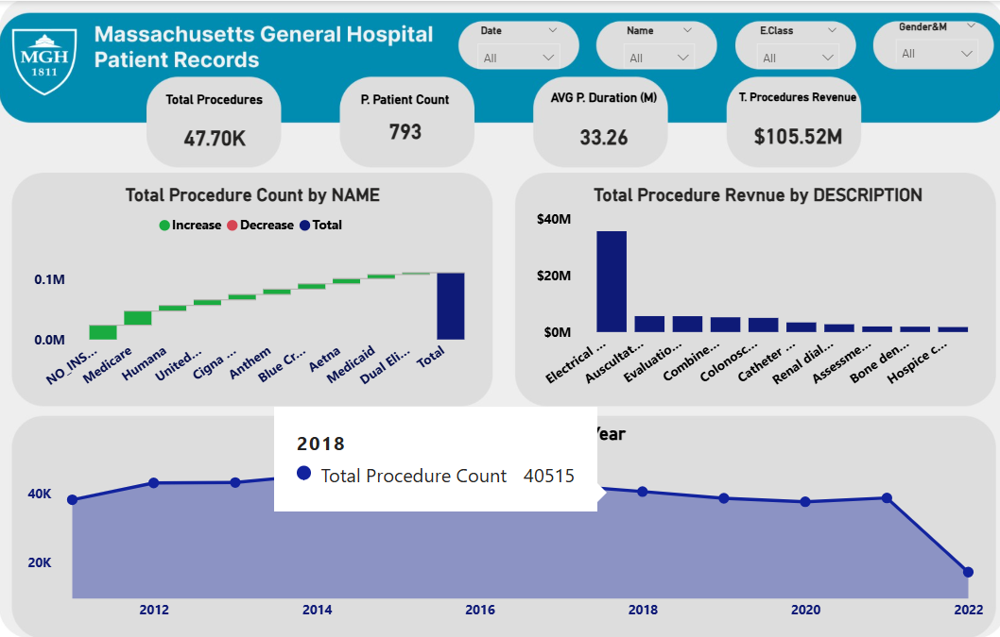 Massachusetts General Hospital
Patient Records
MGH
1811
Date
All
Name
All
E.Class
All
Gender&M
All
Total Procedures
47.70K
P. Patient Count
793
AVG P. Duration (M)
33.26
T. Procedures Revenue
$105.52M
Total Procedure Count by NAME
Increase Decrease Total
0.1M
0.0M
NO_INS...
Medicare
Humana
United...
Cigna ...
Anthem
Blue Cr...
Aetna
Medicaid
Dual Eli...
Total
Total Procedure Revnue by DESCRIPTION
$40M
$20M
$0M
Electrical ...
Auscultat...
Evaluatio...
Combine...
Colonosc...
Catheter ...
Renal dial...
Assessme...
Bone den...
Hospice c...
Year
2018
Total Procedure Count 40515
40K
20K
2012 2014 2016 2018 2020 2022